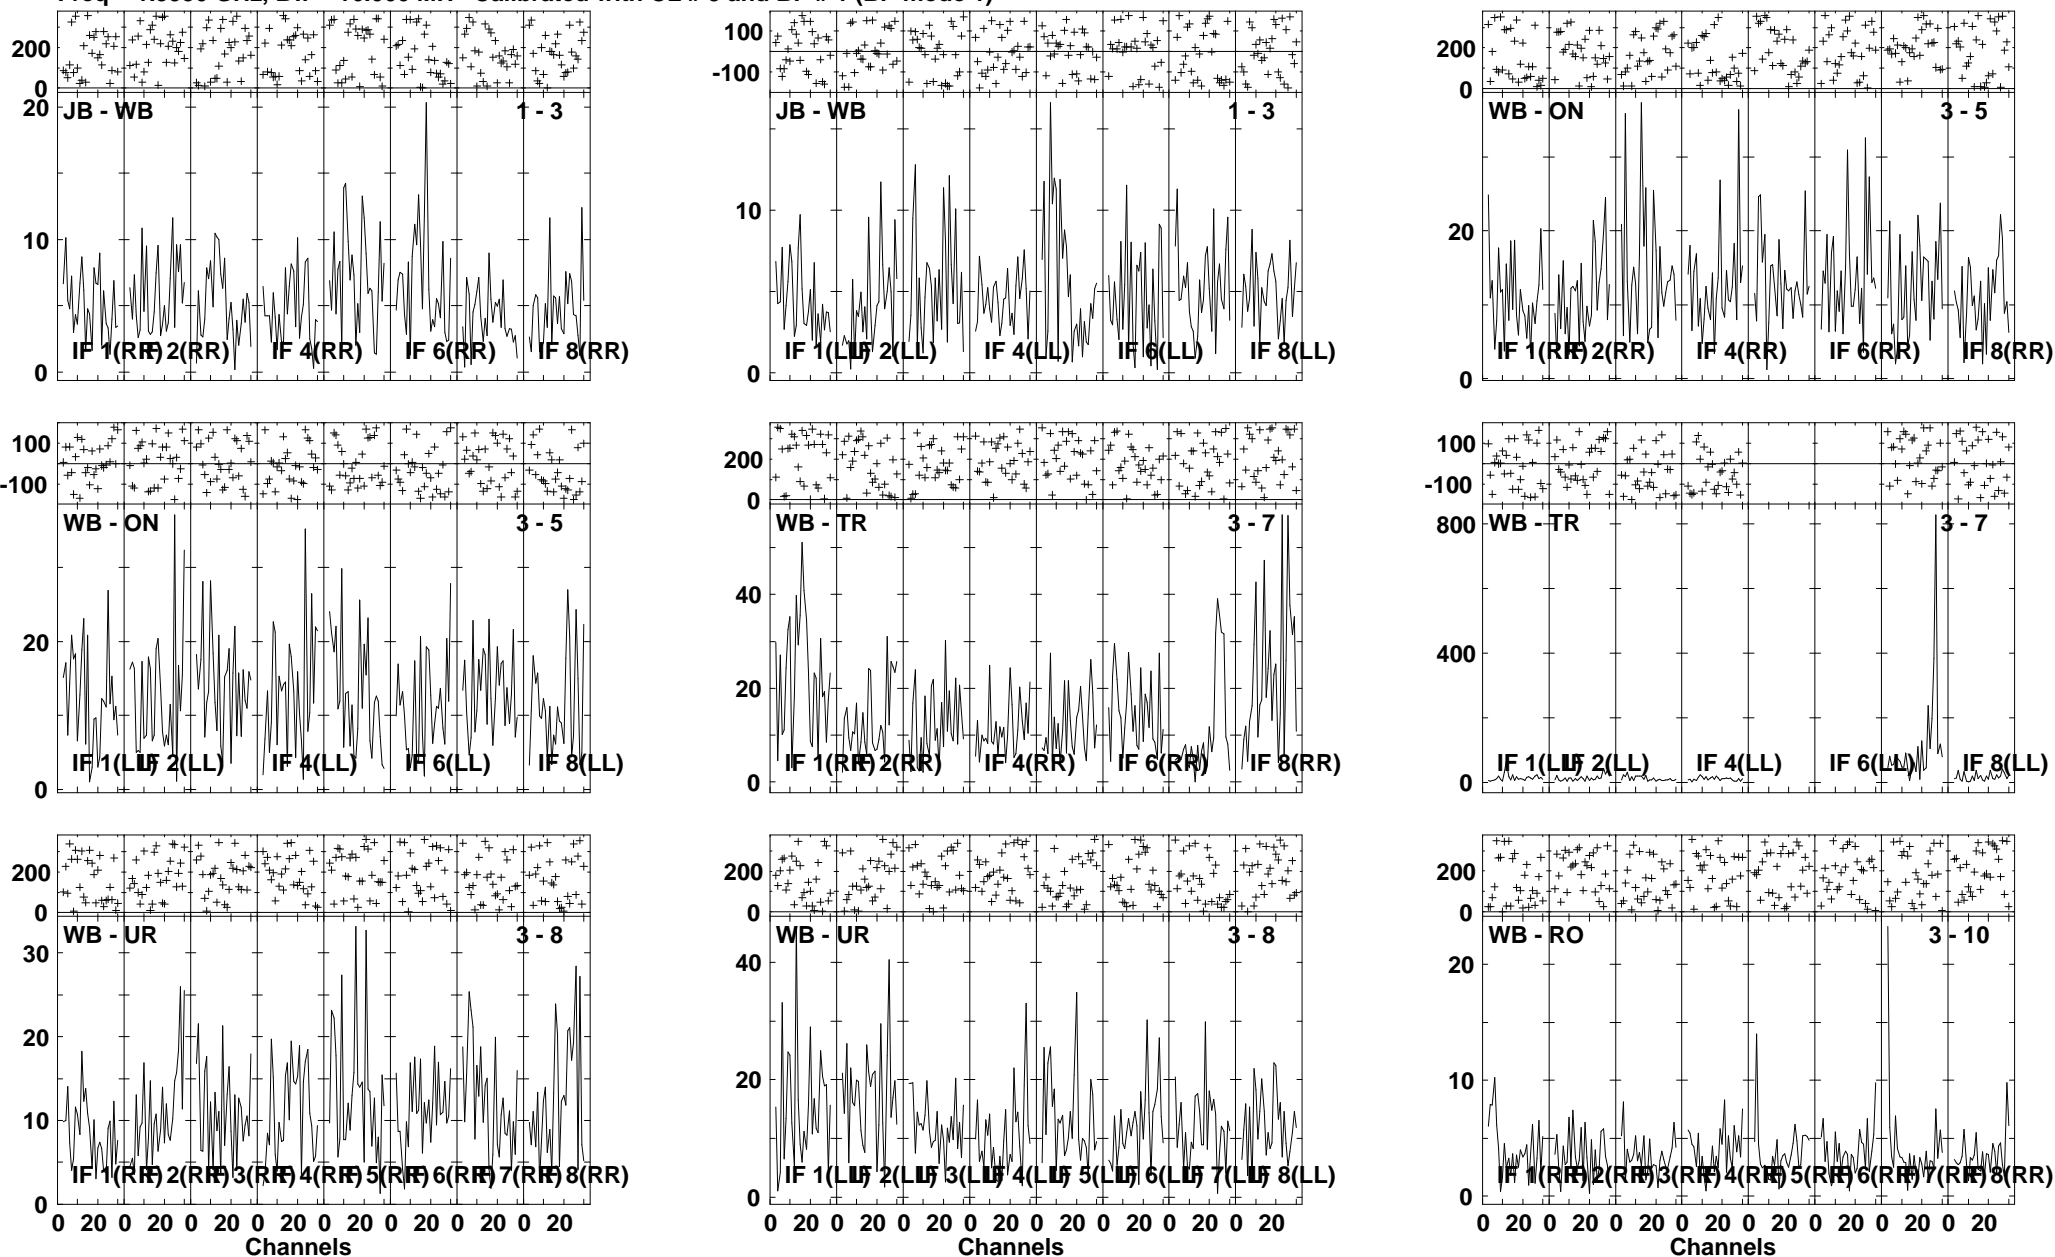 200
0
20
JB - WB
1 - 3
10
0
IF 1(RR) IF 2(RR) IF 4(RR) IF 6(RR) IF 8(RR)
100
-100
JB - WB
1 - 3
10
0
IF 1(LL) IF 2(LL) IF 4(LL) IF 6(LL) IF 8(LL)
200
0
WB - ON
3 - 5
20
0
IF 1(RR) IF 2(RR) IF 4(RR) IF 6(RR) IF 8(RR)
100
-100
WB - ON
3 - 5
20
0
IF 1(LL) IF 2(LL) IF 4(LL) IF 6(LL) IF 8(LL)
200
0
WB - TR
3 - 7
40
20
0
IF 1(RR) IF 2(RR) IF 4(RR) IF 6(RR) IF 8(RR)
100
-100
800
WB - TR
3 - 7
400
0
IF 1(LL) IF 2(LL) IF 4(LL) IF 6(LL) IF 8(LL)
200
0
WB - UR
3 - 8
30
20
10
0
IF 1(RR) IF 2(RR) IF 3(RR) IF 4(RR) IF 5(RR) IF 6(RR) IF 7(RR) IF 8(RR)
0 20 0 20 0 20 0 20 0 20 0 20 0 20 0 20
Channels
200
0
WB - UR
3 - 8
40
20
0
IF 1(LL) IF 2(LL) IF 3(LL) IF 4(LL) IF 5(LL) IF 6(LL) IF 7(LL) IF 8(LL)
0 20 0 20 0 20 0 20 0 20 0 20 0 20 0 20
Channels
200
0
WB - RO
3 - 10
20
10
0
IF 1(RR) IF 2(RR) IF 3(RR) IF 4(RR) IF 5(RR) IF 6(RR) IF 7(RR) IF 8(RR)
0 20 0 20 0 20 0 20 0 20 0 20 0 20 0 20
Channels